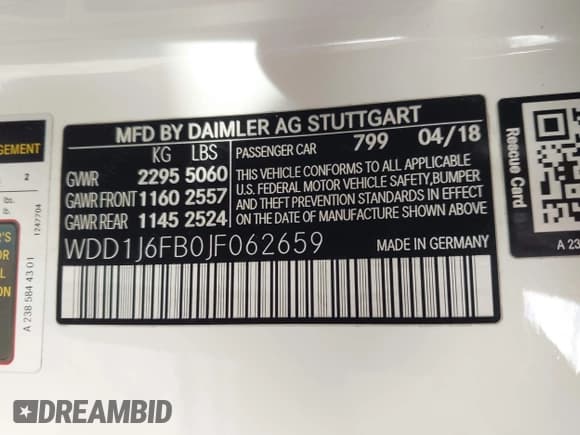 MFD BY DAIMLER AG STUTTGART
KG LBS
PASSENGER CAR 799 04/18
GVWR 2295 5060
GAWR FRONT 1160 2557
GAWR REAR 1145 2524
THIS VEHICLE CONFORMS TO ALL APPLICABLE
U.S. FEDERAL MOTOR VEHICLE SAFETY, BUMPER
AND THEFT PREVENTION STANDARDS IN EFFECT ON
THE DATE OF MANUFACTURE SHOWN ABOVE.
WDD1J6FB0JF062659
MADE IN GERMANY
GEMENT
2
1247704
A 238 584 43 01
Rescue Card
A 23
DREAMBID